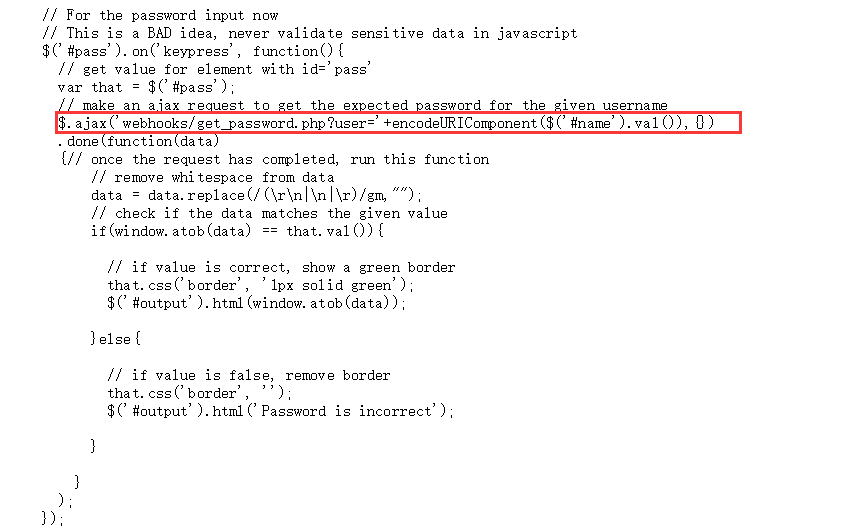 // For the password input now
// This is a BAD idea, never validate sensitive data in javascript
$('#pass').on('keypress', function(){
// get value for element with id='pass'
var that = $('#pass');
// make an ajax request to get the expected password for the given username
$.ajax('webhooks/get_password.php?user='+encodeURIComponent($('#name').val()), {})
.done(function(data)
{// once the request has completed, run this function
// remove whitespace from data
data = data.replace(/(\r\n|\n|\r)/gm,"");
// check if the data matches the given value
if(window.atob(data) == that.val()){
// if value is correct, show a green border
that.css('border', '1px solid green');
$('#output').html(window.atob(data));
}else{
// if value is false, remove border
that.css('border', '');
$('#output').html('Password is incorrect');
}
}
);
});